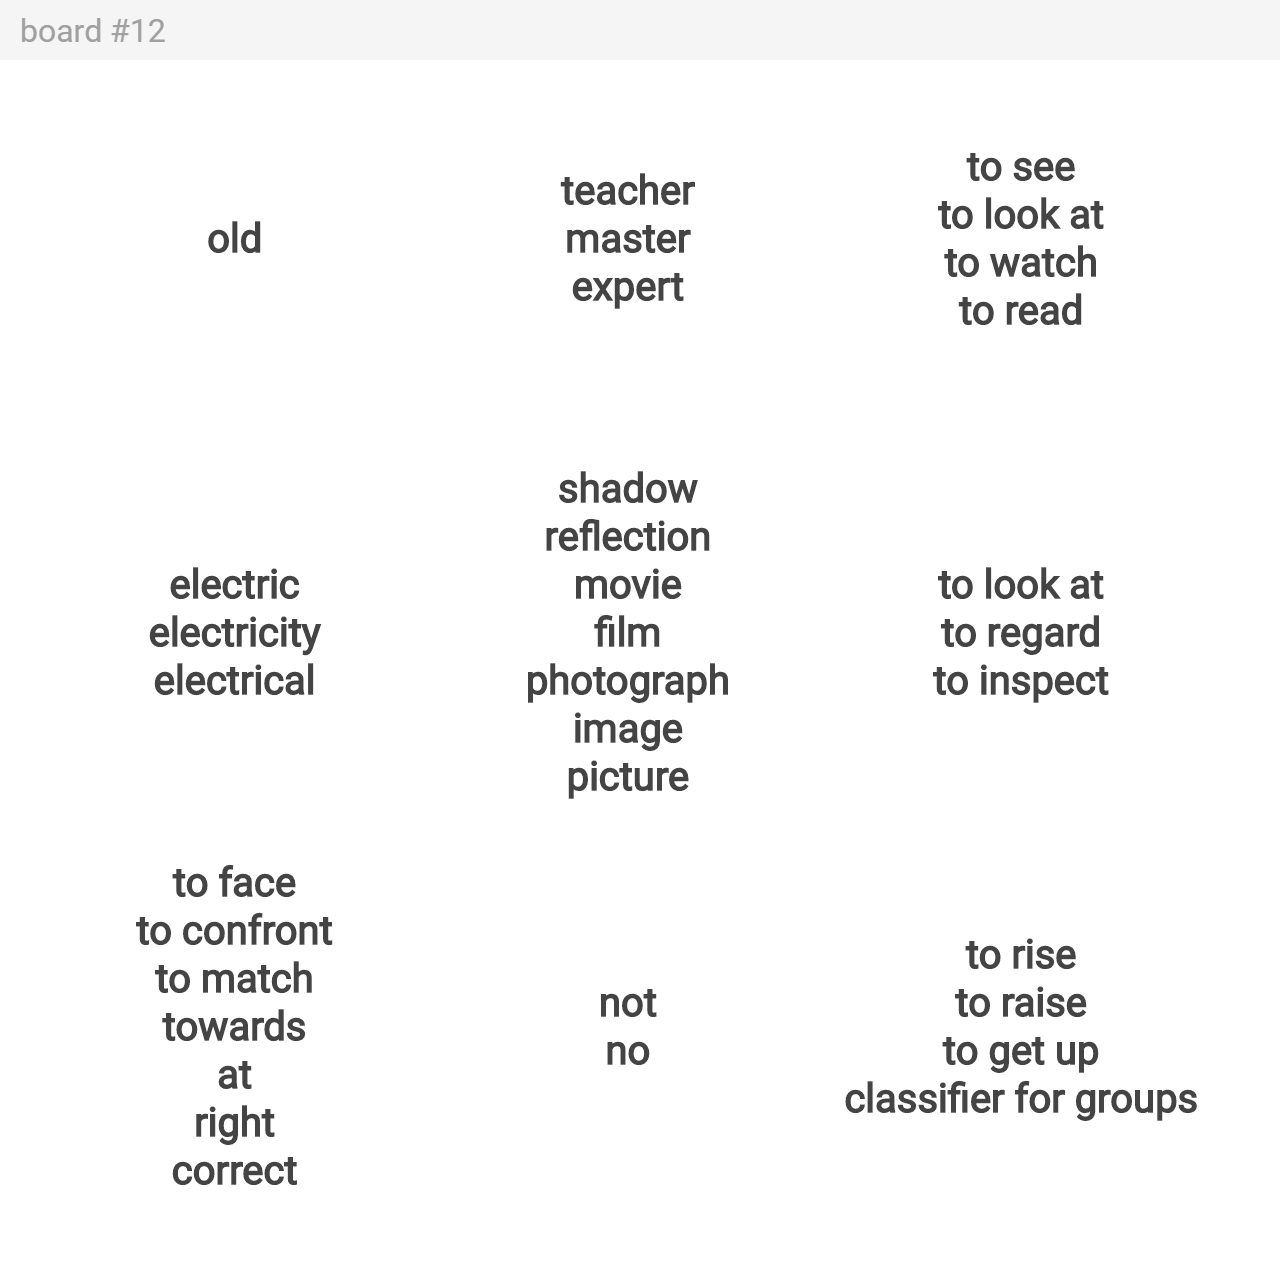 board #12
old
teacher
master
expert
to see
to look at
to watch
to read
electric
electricity
electrical
shadow
reflection
movie
film
photograph
image
picture
to look at
to regard
to inspect
to face
to confront
to match
towards
at
right
correct
not
no
to rise
to raise
to get up
classifier for groups